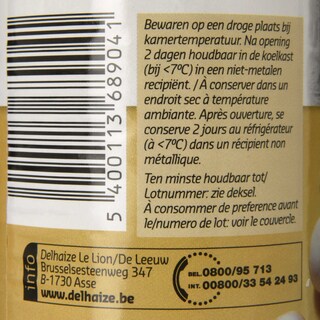 Bewaren op een droge plaats bij
kamertemperatuur. Na opening
2 dagen houdbaar in de koelkast
(bij <7ºC) in een niet-metalen
recipiënt. / À conserver dans un
endroit sec à température
ambiante. Après ouverture, se
conserve 2 jours au réfrigérateur
(à <7ºC) dans un récipient non
métallique.
Ten minste houdbaar tot/
Lotnummer: zie deksel.
À consommer de preference avant
le/numero de lot: voir le couvercle.
5 400113 689041
info
Delhaize Le Lion/De Leeuw
Brusselsesteenweg 347
B-1730 Asse
www.delhaize.be
BEL. 0800/95 713
INT. 00800/33 54 24 93